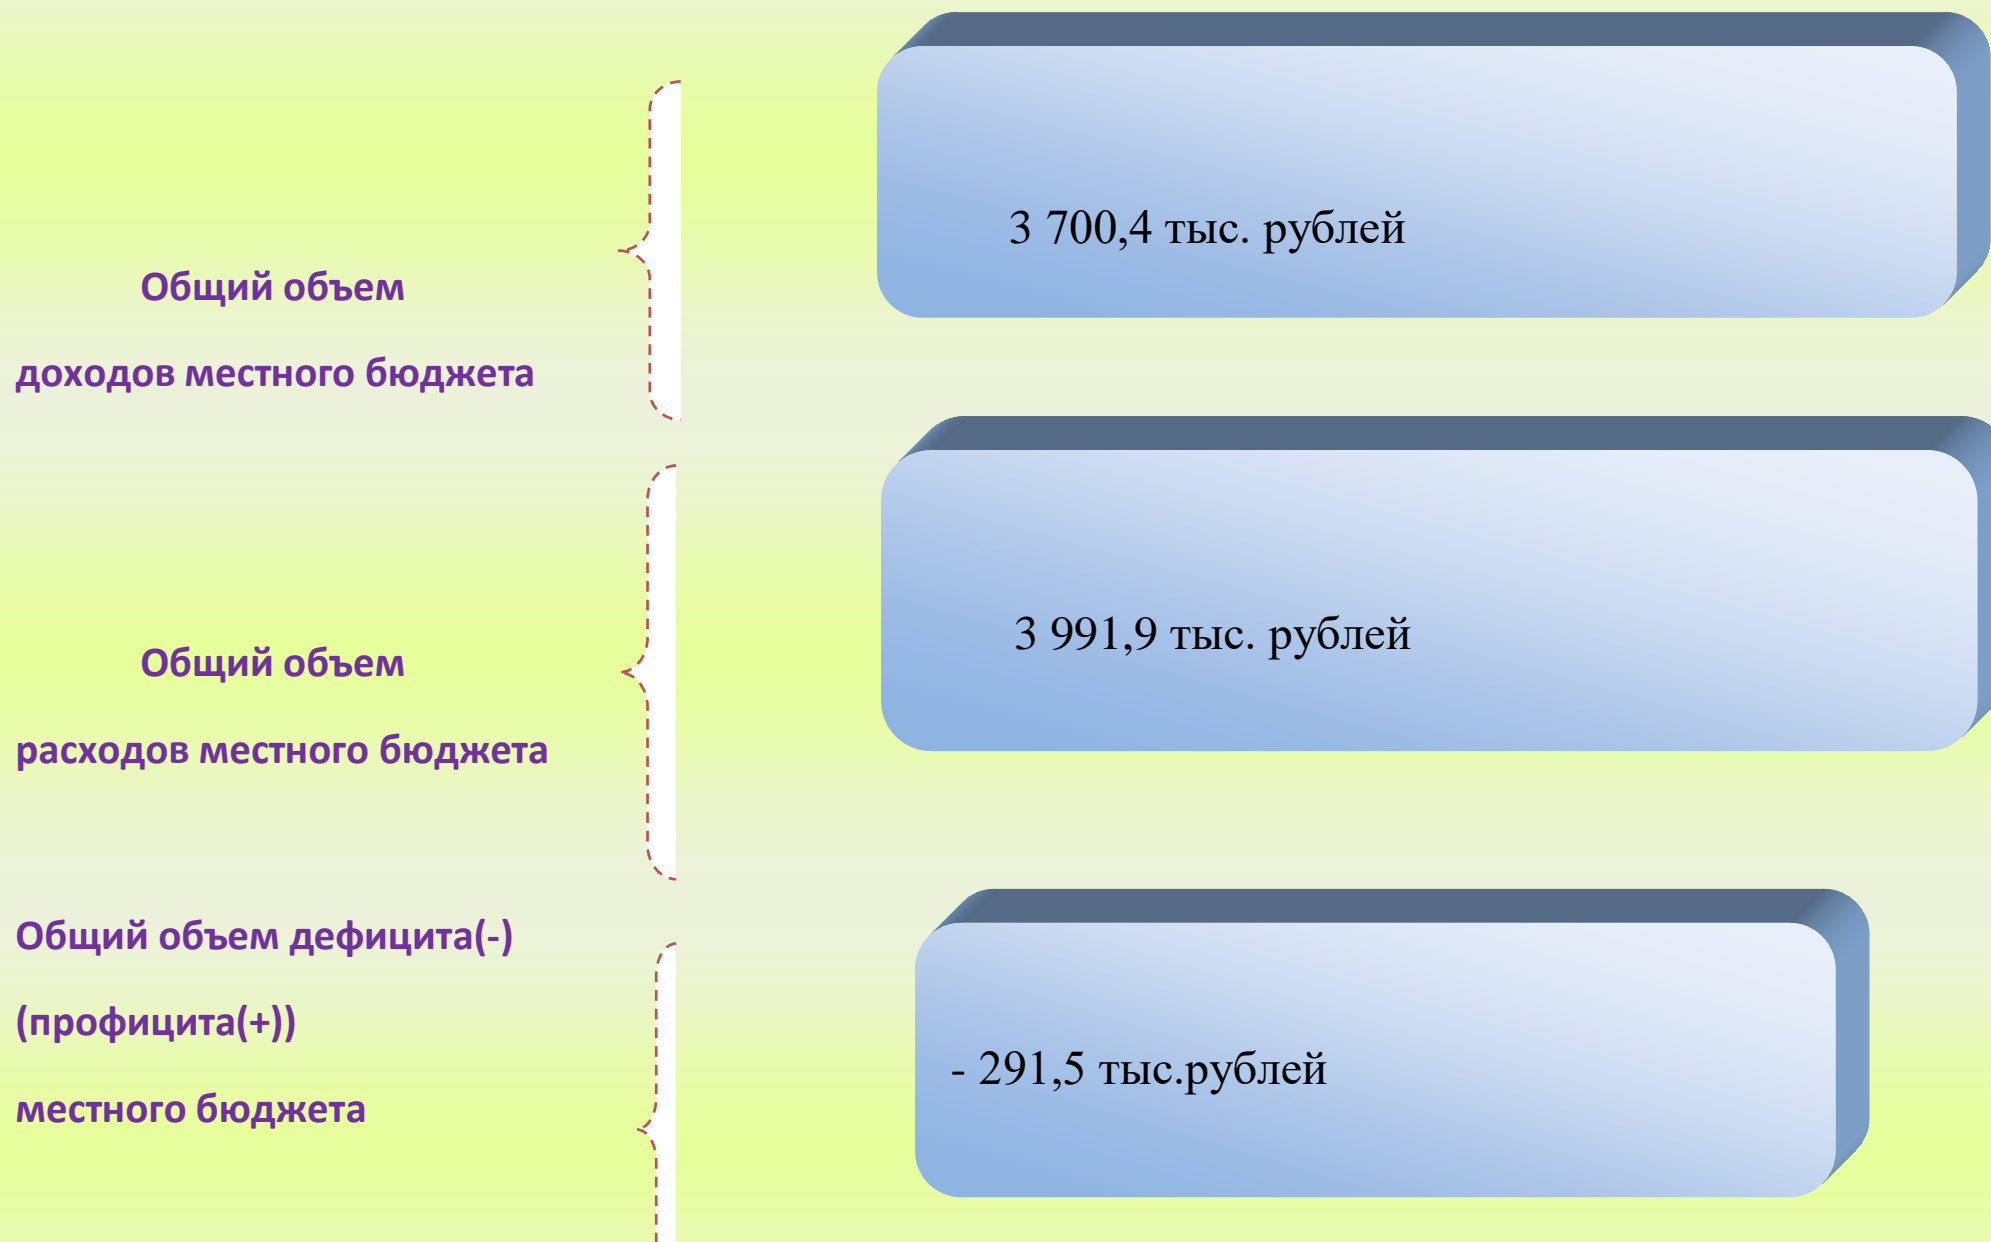 Общий объем
доходов местного бюджета
3 700,4 тыс. рублей
Общий объем
расходов местного бюджета
3 991,9 тыс. рублей
Общий объем дефицита(-)
(профицита(+))
местного бюджета
- 291,5 тыс.рублей